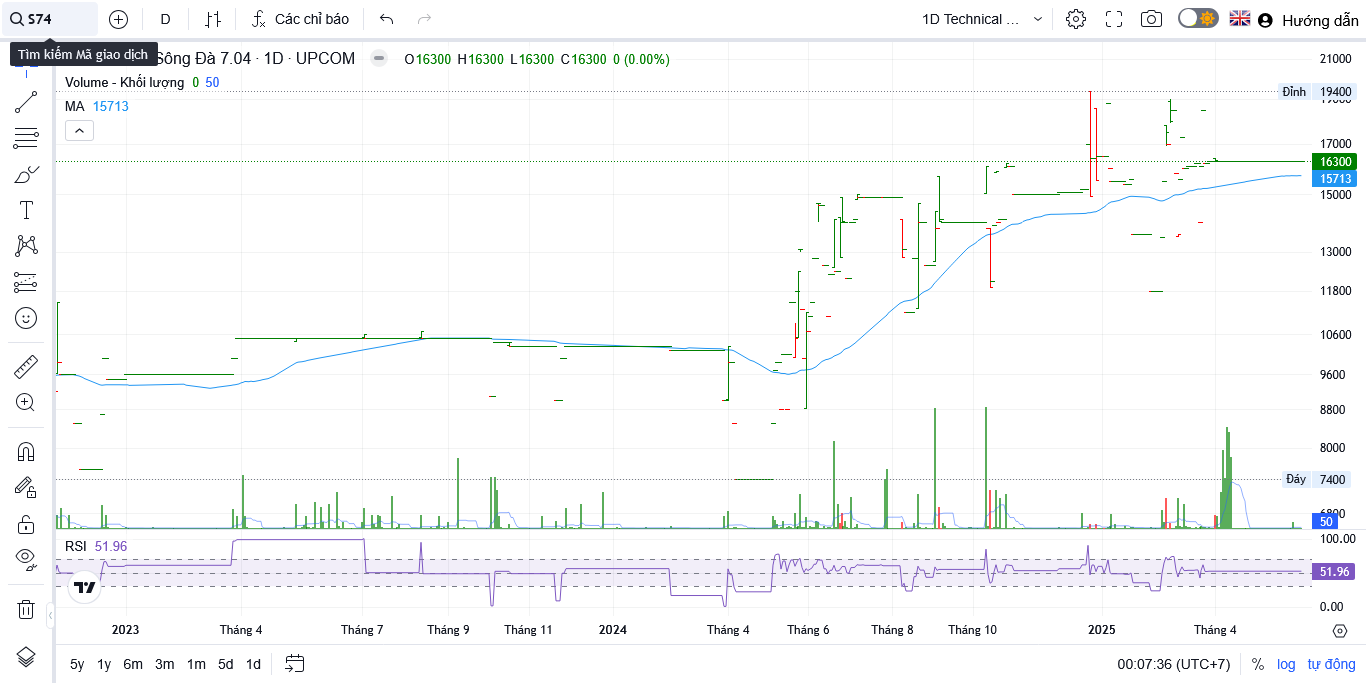 S74 D Các chỉ báo 1D Technical ... Hướng dẫn
Tìm kiếm Mã giao dịch
Sông Đà 7.04 · 1D · UPCOM O16300 H16300 L16300 C16300 0 (0.00%)
Volume - Khối lượng 0 50
MA 15713
21000
Đỉnh 19400
19000
17000
16300
15713
15000
13000
11800
10600
9600
8800
8000
Đáy 7400
6800
50
RSI 51.96
100.00
51.96
0.00
2023 Tháng 4 Tháng 7 Tháng 9 Tháng 11 2024 Tháng 4 Tháng 6 Tháng 8 Tháng 10 2025 Tháng 4
5y 1y 6m 3m 1m 5d 1d 00:07:36 (UTC+7) % log tự động